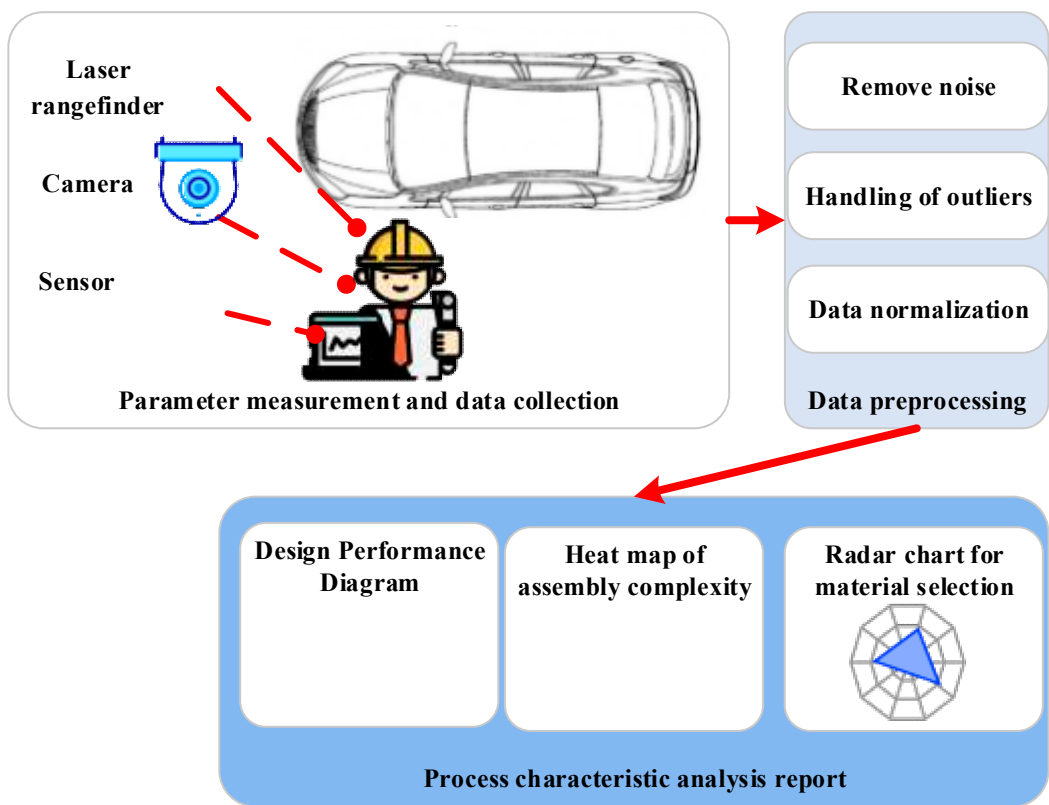 Laser
rangefinder
Camera
Sensor
Parameter measurement and data collection
Remove noise
Handling of outliers
Data normalization
Data preprocessing
Design Performance
Diagram
Heat map of
assembly complexity
Radar chart for
material selection
Process characteristic analysis report